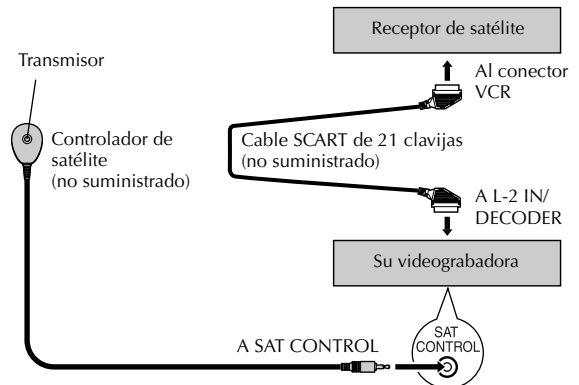 Receptor de satélite
Transmisor
Al conector
VCR
Controlador de
satélite
(no suministrado)
Cable SCART de 21 clavijas
(no suministrado)
A L-2 IN/
DECODER
Su videograbadora
SAT
CONTROL
A SAT CONTROL